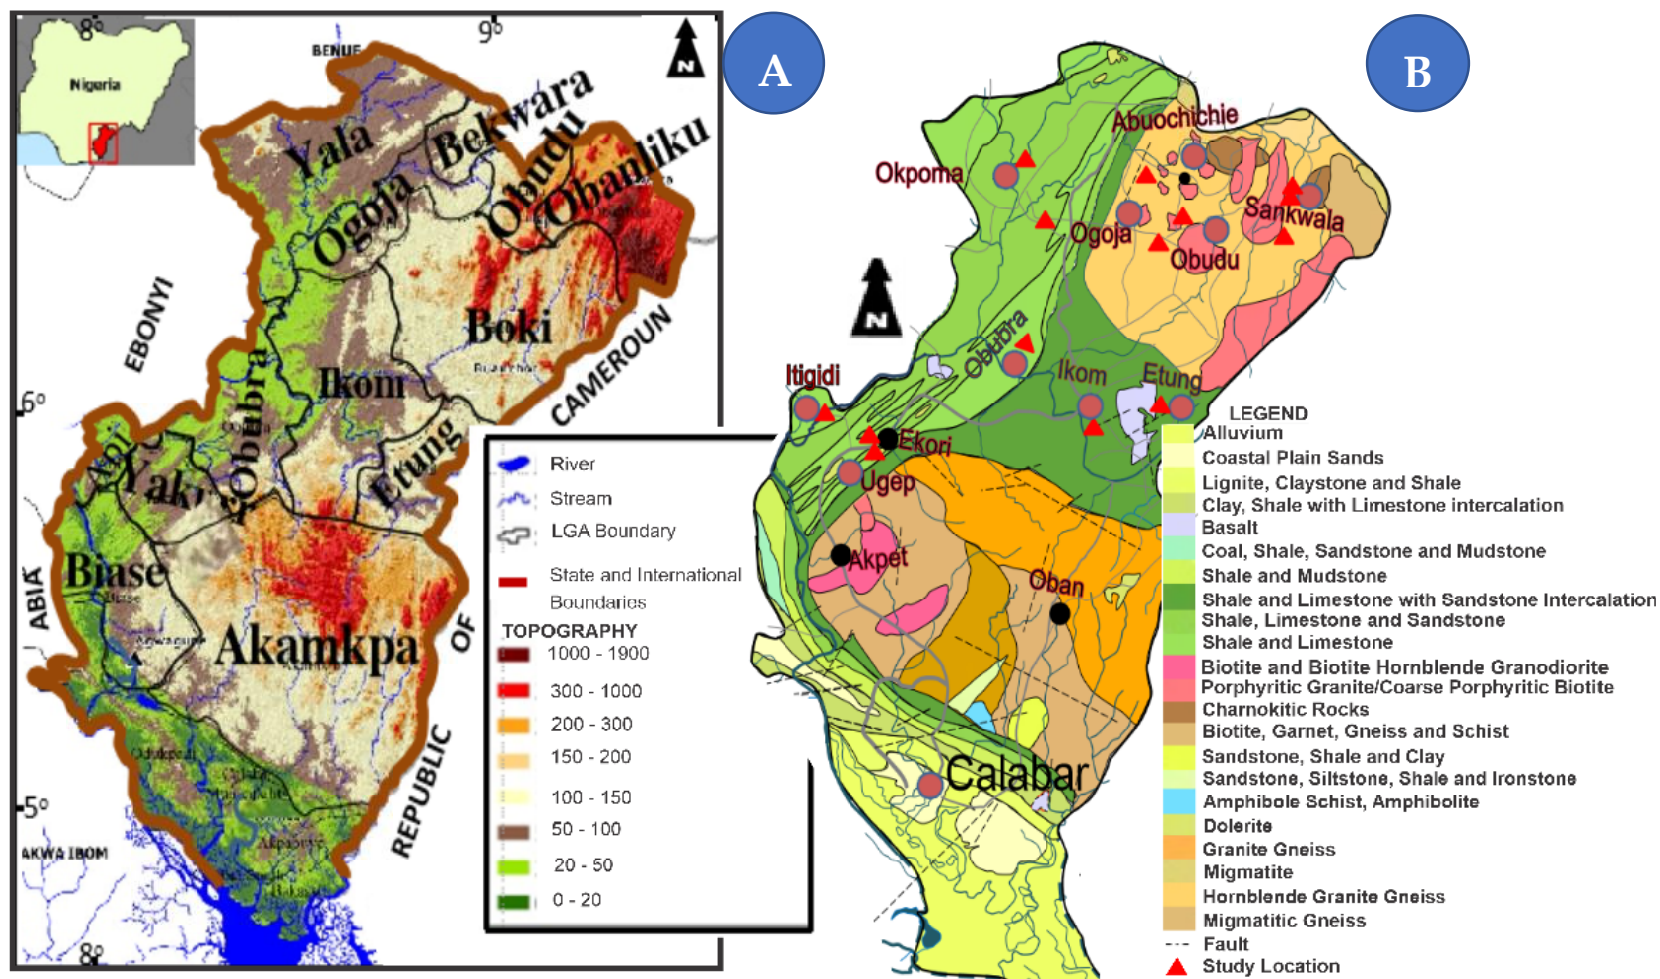 8°
9°
BENUE
N
Nigeria
Yala
Bekwara
Obudu
Obanliku
Ogoja
EBONYI
Boki
CAMEROUN
Ikom
6°
Obubra
Etung
Biase
ABIA
Akamkpa
OF
REPUBLIC
5°
AKWA IBOM
8°
River
Stream
LGA Boundary
State and International
Boundaries
TOPOGRAPHY
1000 - 1900
300 - 1000
200 - 300
150 - 200
100 - 150
50 - 100
20 - 50
0 - 20
A
B
Abuochichie
Okpoma
Sankwala
Ogoja
Obudu
N
Obubra
Itigidi
Ikom
Etung
Ekori
Ugep
Akpet
Oban
Calabar
LEGEND
Alluvium
Coastal Plain Sands
Lignite, Claystone and Shale
Clay, Shale with Limestone intercalation
Basalt
Coal, Shale, Sandstone and Mudstone
Shale and Mudstone
Shale and Limestone with Sandstone Intercalation
Shale, Limestone and Sandstone
Shale and Limestone
Biotite and Biotite Hornblende Granodiorite
Porphyritic Granite/Coarse Porphyritic Biotite
Charnokitic Rocks
Biotite, Garnet, Gneiss and Schist
Sandstone, Shale and Clay
Sandstone, Siltstone, Shale and Ironstone
Amphibole Schist, Amphibolite
Dolerite
Granite Gneiss
Migmatite
Hornblende Granite Gneiss
Migmatitic Gneiss
Fault
Study Location